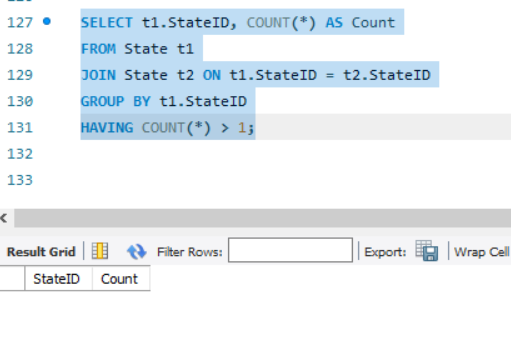 127 SELECT t1.StateID, COUNT(*) AS Count
128 FROM State t1
129 JOIN State t2 ON t1.StateID = t2.StateID
130 GROUP BY t1.StateID
131 HAVING COUNT(*) > 1;
132
133
Result Grid Filter Rows: Export: Wrap Cell
StateID Count